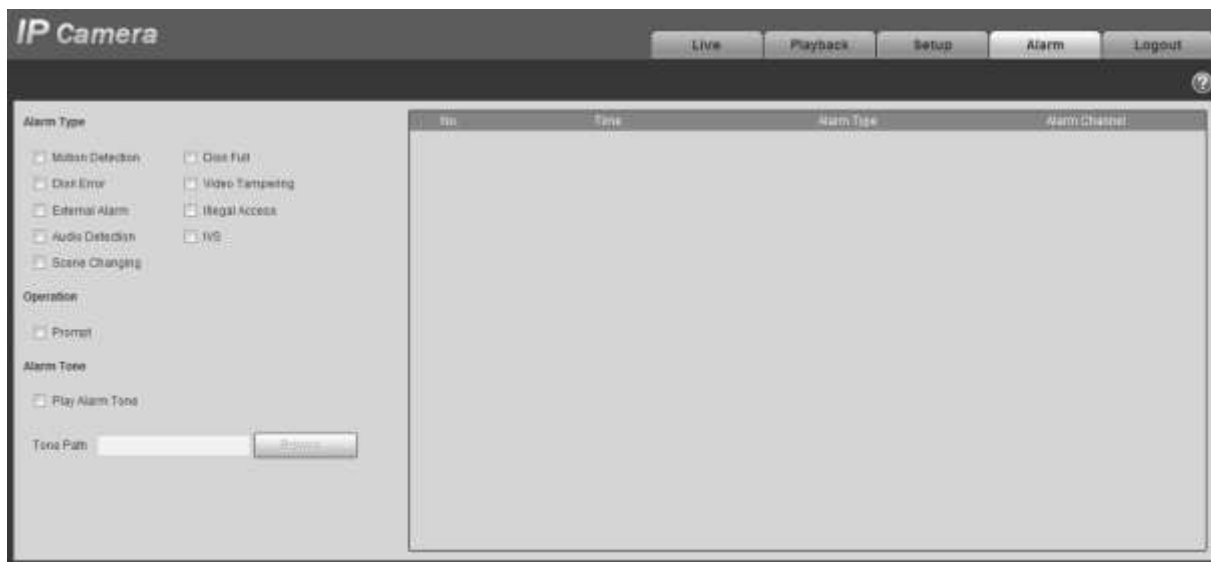 IP Camera
Live Playback Setup Alarm Logout
?
Alarm Type
No. Time Alarm Type Alarm Channel
Motion Detection Disk Full
Disk Error Video Tampering
External Alarm Illegal Access
Audio Detection IVS
Scene Changing
Operation
Prompt
Alarm Tone
Play Alarm Tone
Tone Path Browse...